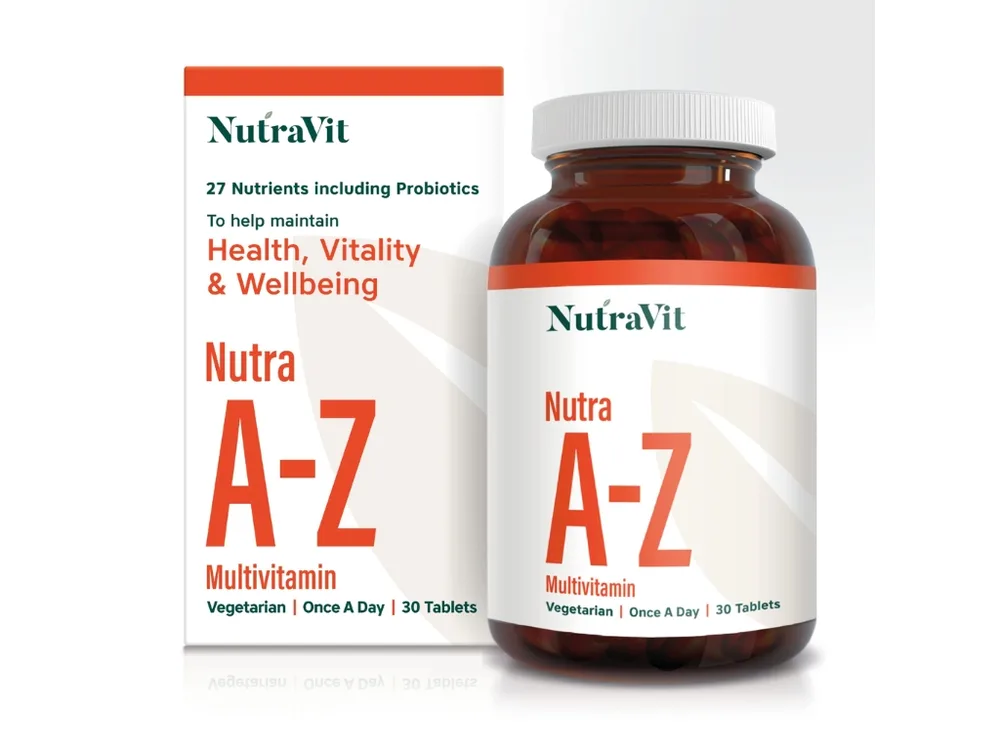 NutraVit
27 Nutrients including Probiotics
To help maintain
Health, Vitality
& Wellbeing
Nutra
A-Z
Multivitamin
Vegetarian | Once A Day | 30 Tablets
NutraVit
Nutra
A-Z
Multivitamin
Vegetarian | Once A Day | 30 Tablets